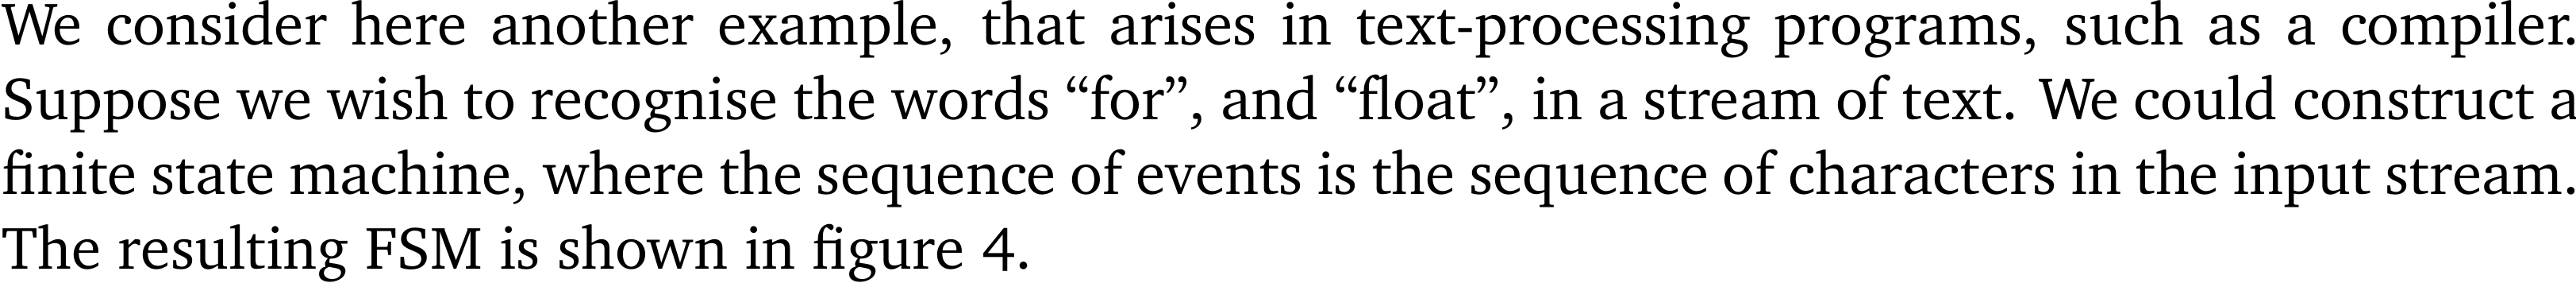 We consider here another example, that arises in text-processing programs, such as a compiler.
Suppose we wish to recognise the words “for”, and “float”, in a stream of text. We could construct a
finite state machine, where the sequence of events is the sequence of characters in the input stream.
The resulting FSM is shown in figure 4.